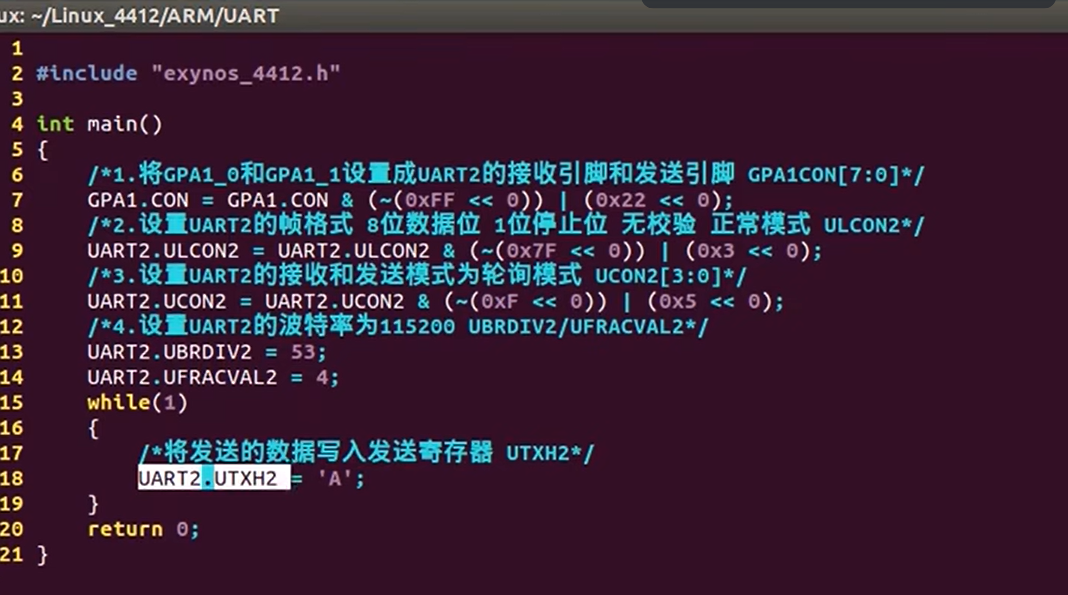 ux: ~/Linux_4412/ARM/UART
1
2 #include "exynos_4412.h"
3
4 int main()
5 {
6 /*1.将GPA1_0和GPA1_1设置成UART2的接收引脚和发送引脚 GPA1CON[7:0]*/
7 GPA1.CON = GPA1.CON & (~(0xFF << 0)) | (0x22 << 0);
8 /*2.设置UART2的帧格式 8位数据位 1位停止位 无校验 正常模式 ULCON2*/
9 UART2.ULCON2 = UART2.ULCON2 & (~(0x7F << 0)) | (0x3 << 0);
10 /*3.设置UART2的接收和发送模式为轮询模式 UCON2[3:0]*/
11 UART2.UCON2 = UART2.UCON2 & (~(0xF << 0)) | (0x5 << 0);
12 /*4.设置UART2的波特率为115200 UBRDIV2/UFRACVAL2*/
13 UART2.UBRDIV2 = 53;
14 UART2.UFRACVAL2 = 4;
15 while(1)
16 {
17 /*将发送的数据写入发送寄存器 UTXH2*/
18 UART2.UTXH2 = 'A';
19 }
20 return 0;
21 }